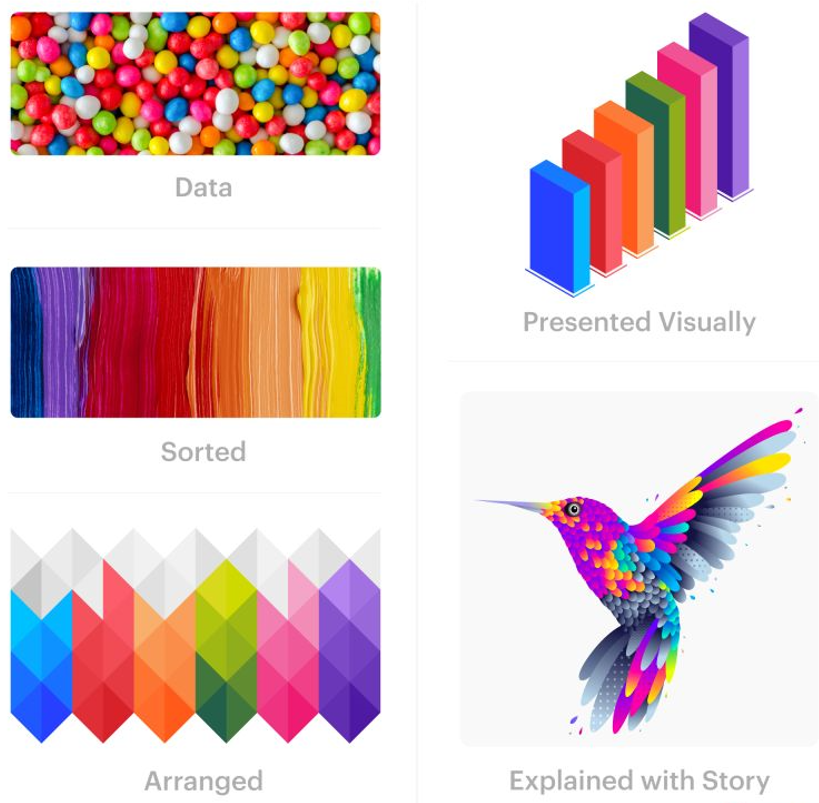 Data
Sorted
Arranged
Presented Visually
Explained with Story